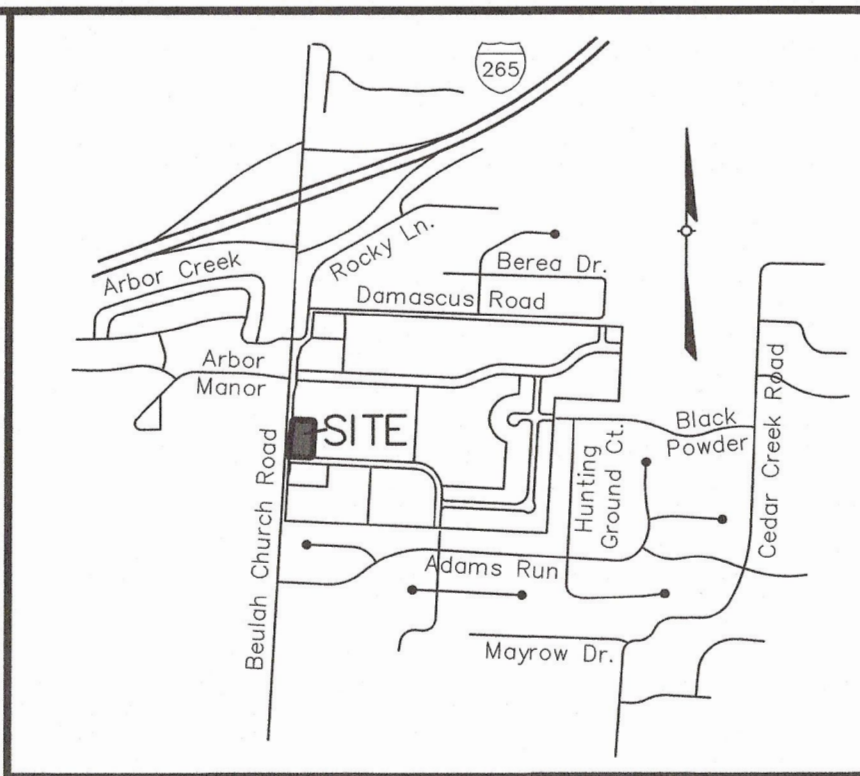 265
Rocky Ln.
Arbor Creek
Berea Dr.
Damascus Road
Arbor
Manor
SITE
Black
Powder
Hunting
Ground Ct.
Cedar Creek Road
Beulah Church Road
Adams Run
Mayrow Dr.